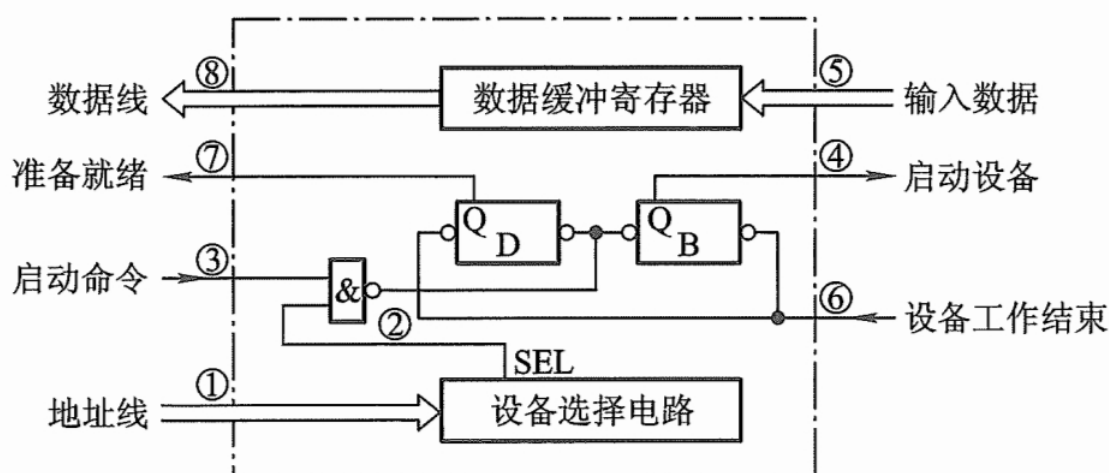 ⑧
⑤
数据线
数据缓冲寄存器
输入数据
⑦
④
准备就绪
启动设备
Q
D
Q
B
③
启动命令
&
②
⑥
设备工作结束
SEL
①
地址线
设备选择电路